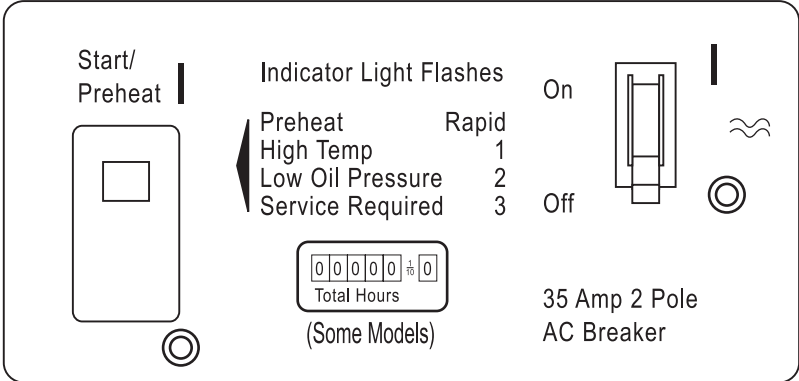 Start/
Preheat
Indicator Light Flashes
Preheat Rapid
High Temp 1
Low Oil Pressure 2
Service Required 3
On
Off
0 0 0 0 0 1/10 0
Total Hours
(Some Models)
35 Amp 2 Pole
AC Breaker